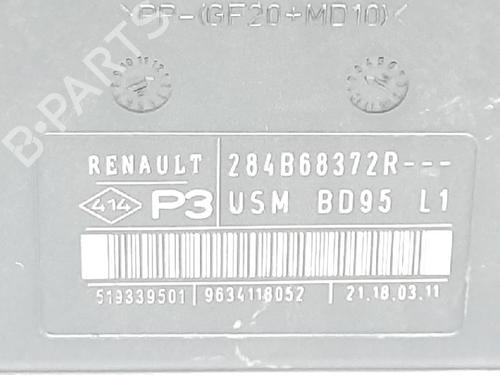 >PP-(GF20+MD10)<
B-PARTS
RENAULT 284B68372R---
414 P3 USM BD95 L1
519339501 9634118052 21.18.03.11